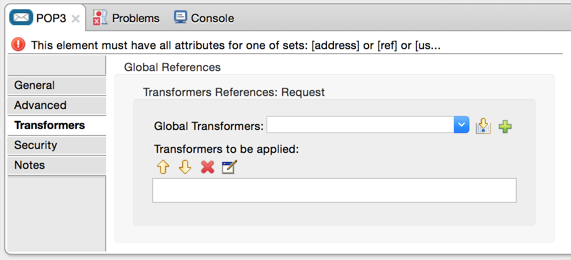 POP3 Problems Console
This element must have all attributes for one of sets: [address] or [ref] or [us...
Global References
General
Advanced
Transformers
Security
Notes
Transformers References: Request
Global Transformers:
Transformers to be applied: